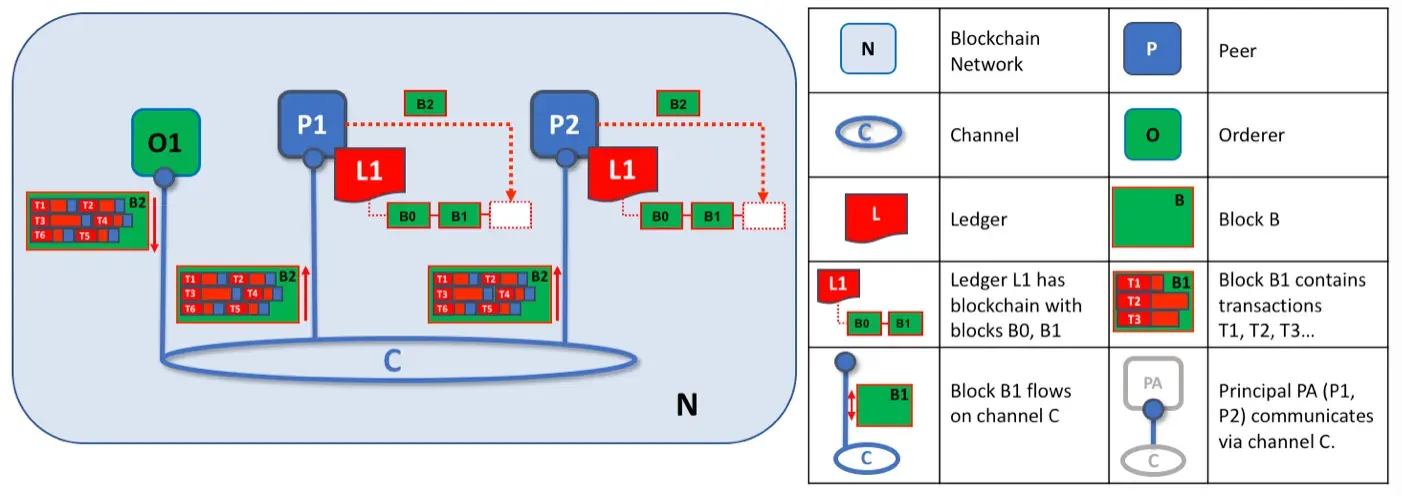 O1
P1
B2
P2
B2
L1
L1
B0 B1
B0 B1
T1 T2 B2
T3 T4
T6 T5
T1 T2 B2
T3 T4
T6 T5
T1 T2 B2
T3 T4
T6 T5
C
N
N
Blockchain
Network
P
Peer
C
Channel
O
Orderer
L
Ledger
B
Block B
L1
B0 B1
Ledger L1 has
blockchain with
blocks B0, B1
T1 B1
T2
T3
Block B1 contains
transactions
T1, T2, T3...
B1
C
Block B1 flows
on channel C
PA
C
Principal PA (P1,
P2) communicates
via channel C.